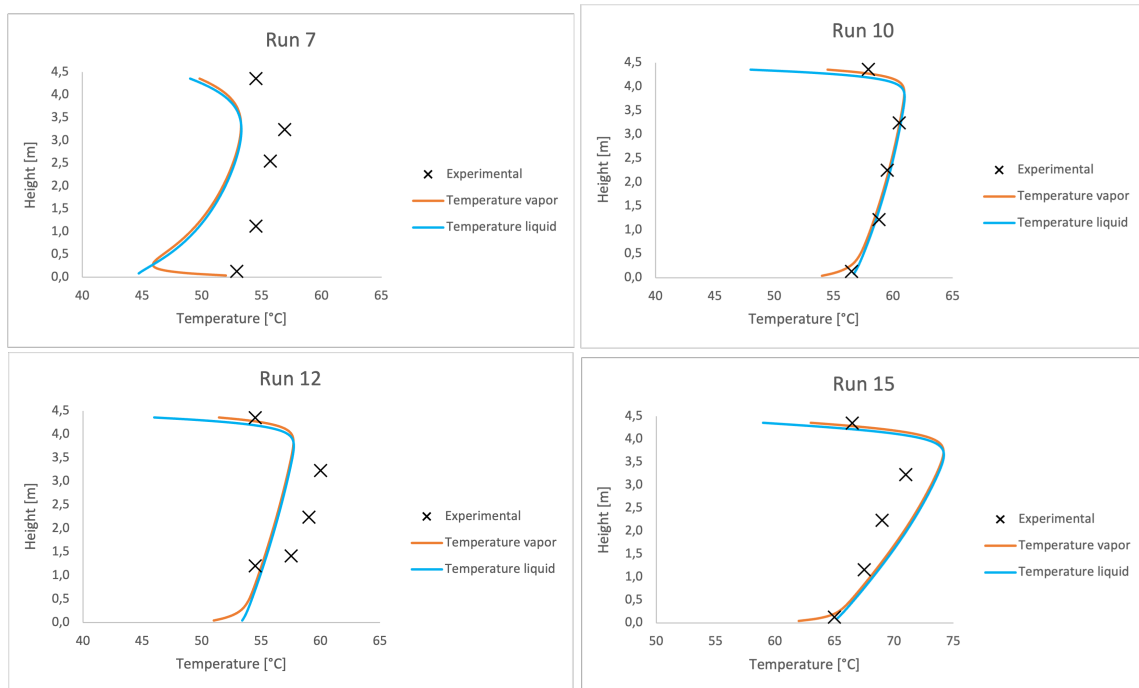 Run 7
4,5
4,0
3,5
3,0
2,5
2,0
1,5
1,0
0,5
0,0
Height [m]
40 45 50 55 60 65
Temperature [°C]
Experimental
Temperature vapor
Temperature liquid
Run 10
4,5
4,0
3,5
3,0
2,5
2,0
1,5
1,0
0,5
0,0
Height [m]
40 45 50 55 60 65
Temperature [°C]
Experimental
Temperature vapor
Temperature liquid
Run 12
4,5
4,0
3,5
3,0
2,5
2,0
1,5
1,0
0,5
0,0
Height [m]
40 45 50 55 60 65
Temperature [°C]
Experimental
Temperature vapor
Temperature liquid
Run 15
4,5
4,0
3,5
3,0
2,5
2,0
1,5
1,0
0,5
0,0
Height [m]
50 55 60 65 70 75
Temperature [°C]
Experimental
Temperature vapor
Temperature liquid